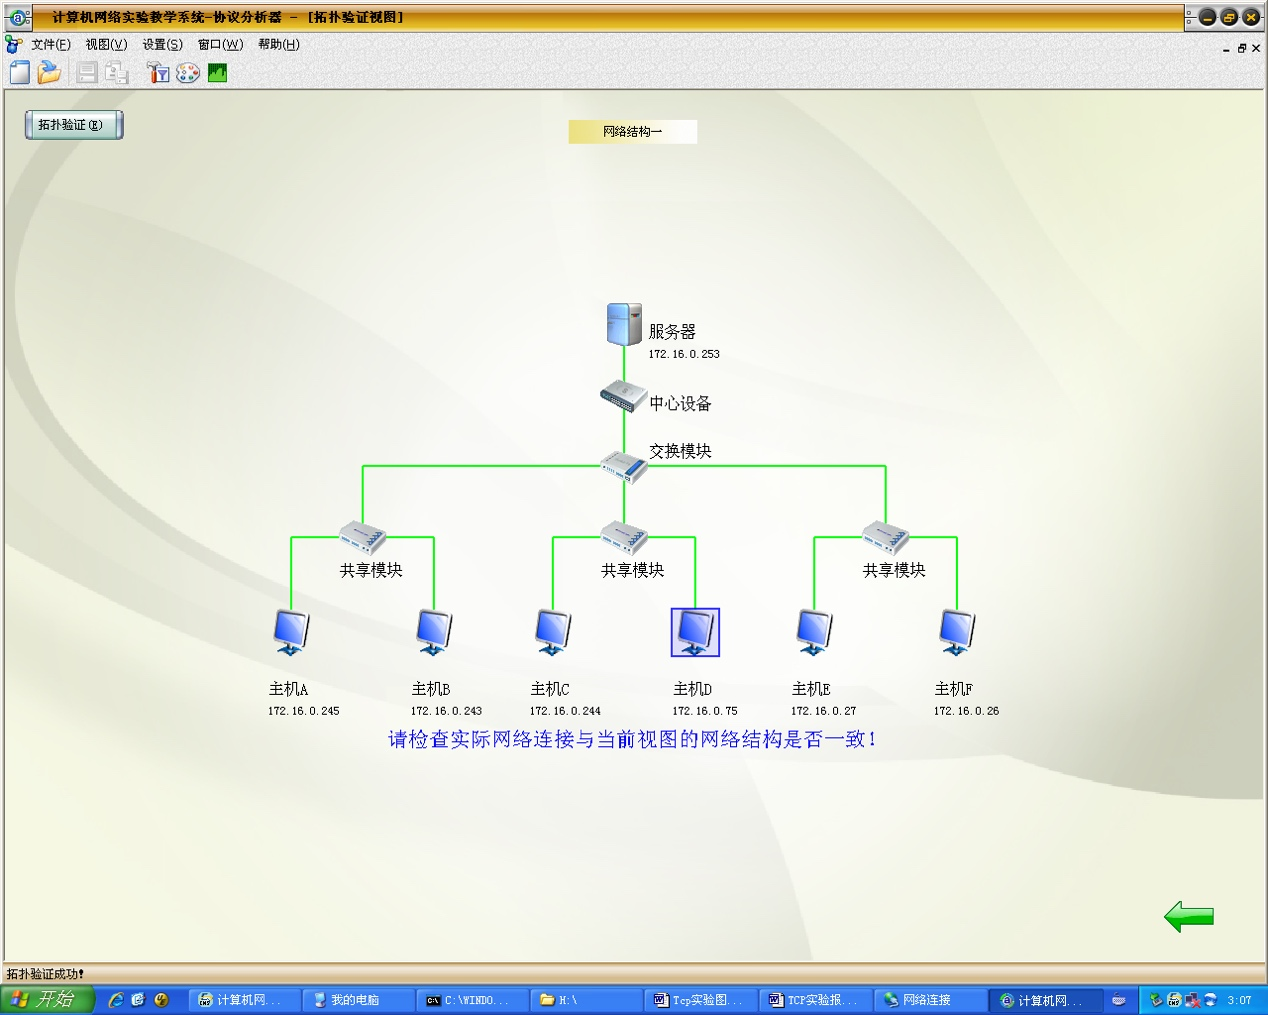 计算机网络实验教学系统-协议分析器 - [拓扑验证视图]
文件(F) 视图(V) 设置(S) 窗口(W) 帮助(H)
拓扑验证(E)
网络结构一
服务器
172.16.0.253
中心设备
交换模块
共享模块 共享模块 共享模块
主机A 主机B 主机C 主机D 主机E 主机F
172.16.0.245 172.16.0.243 172.16.0.244 172.16.0.75 172.16.0.27 172.16.0.26
请检查实际网络连接与当前视图的网络结构是否一致!
拓扑验证成功!
开始 计算机网... 我的电脑 C:\WINDO... H:\ Tcp实验图... TCP实验报... 网络连接 计算机网... 3:07